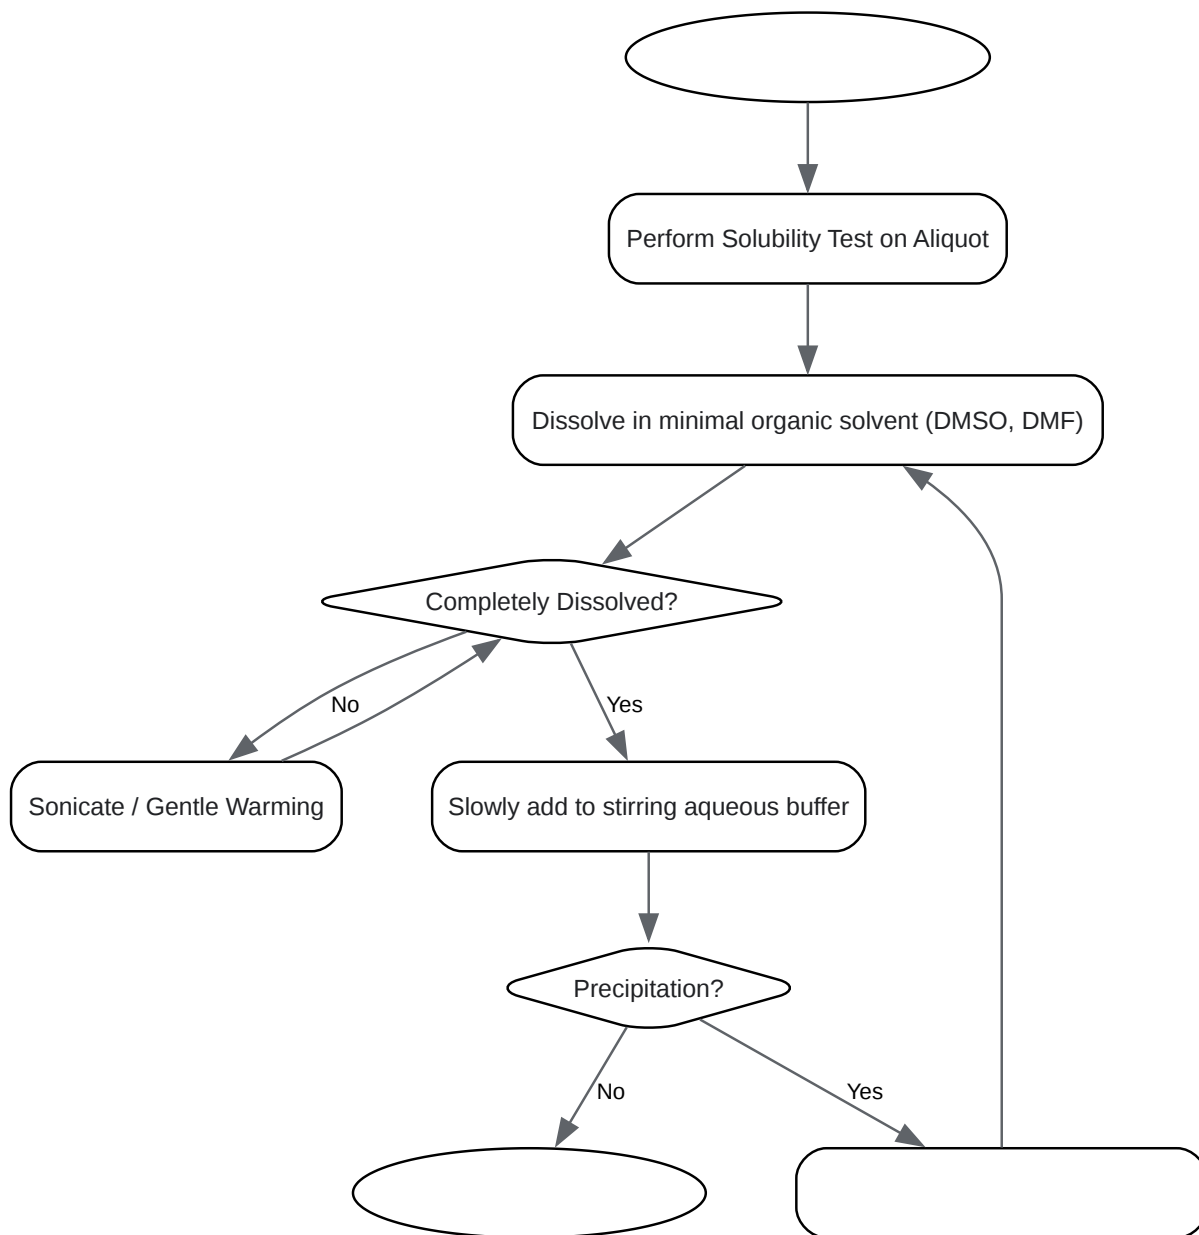 Perform Solubility Test on Aliquot
Dissolve in minimal organic solvent (DMSO, DMF)
Completely Dissolved?
No
Yes
Sonicate / Gentle Warming
Slowly add to stirring aqueous buffer
Precipitation?
No
Yes